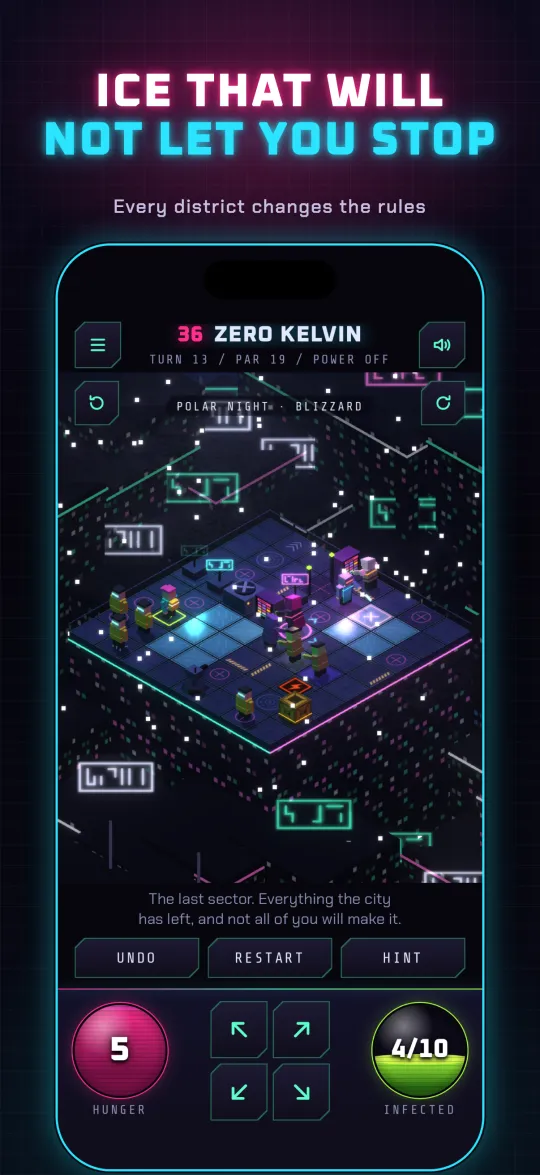 ICE THAT WILL
NOT LET YOU STOP
Every district changes the rules
36 ZERO KELVIN
TURN 13 / PAR 19 / POWER OFF
POLAR NIGHT · BLIZZARD
The last sector. Everything the city
has left, and not all of you will make it.
UNDO
RESTART
HINT
5
4/10
HUNGER
INFECTED